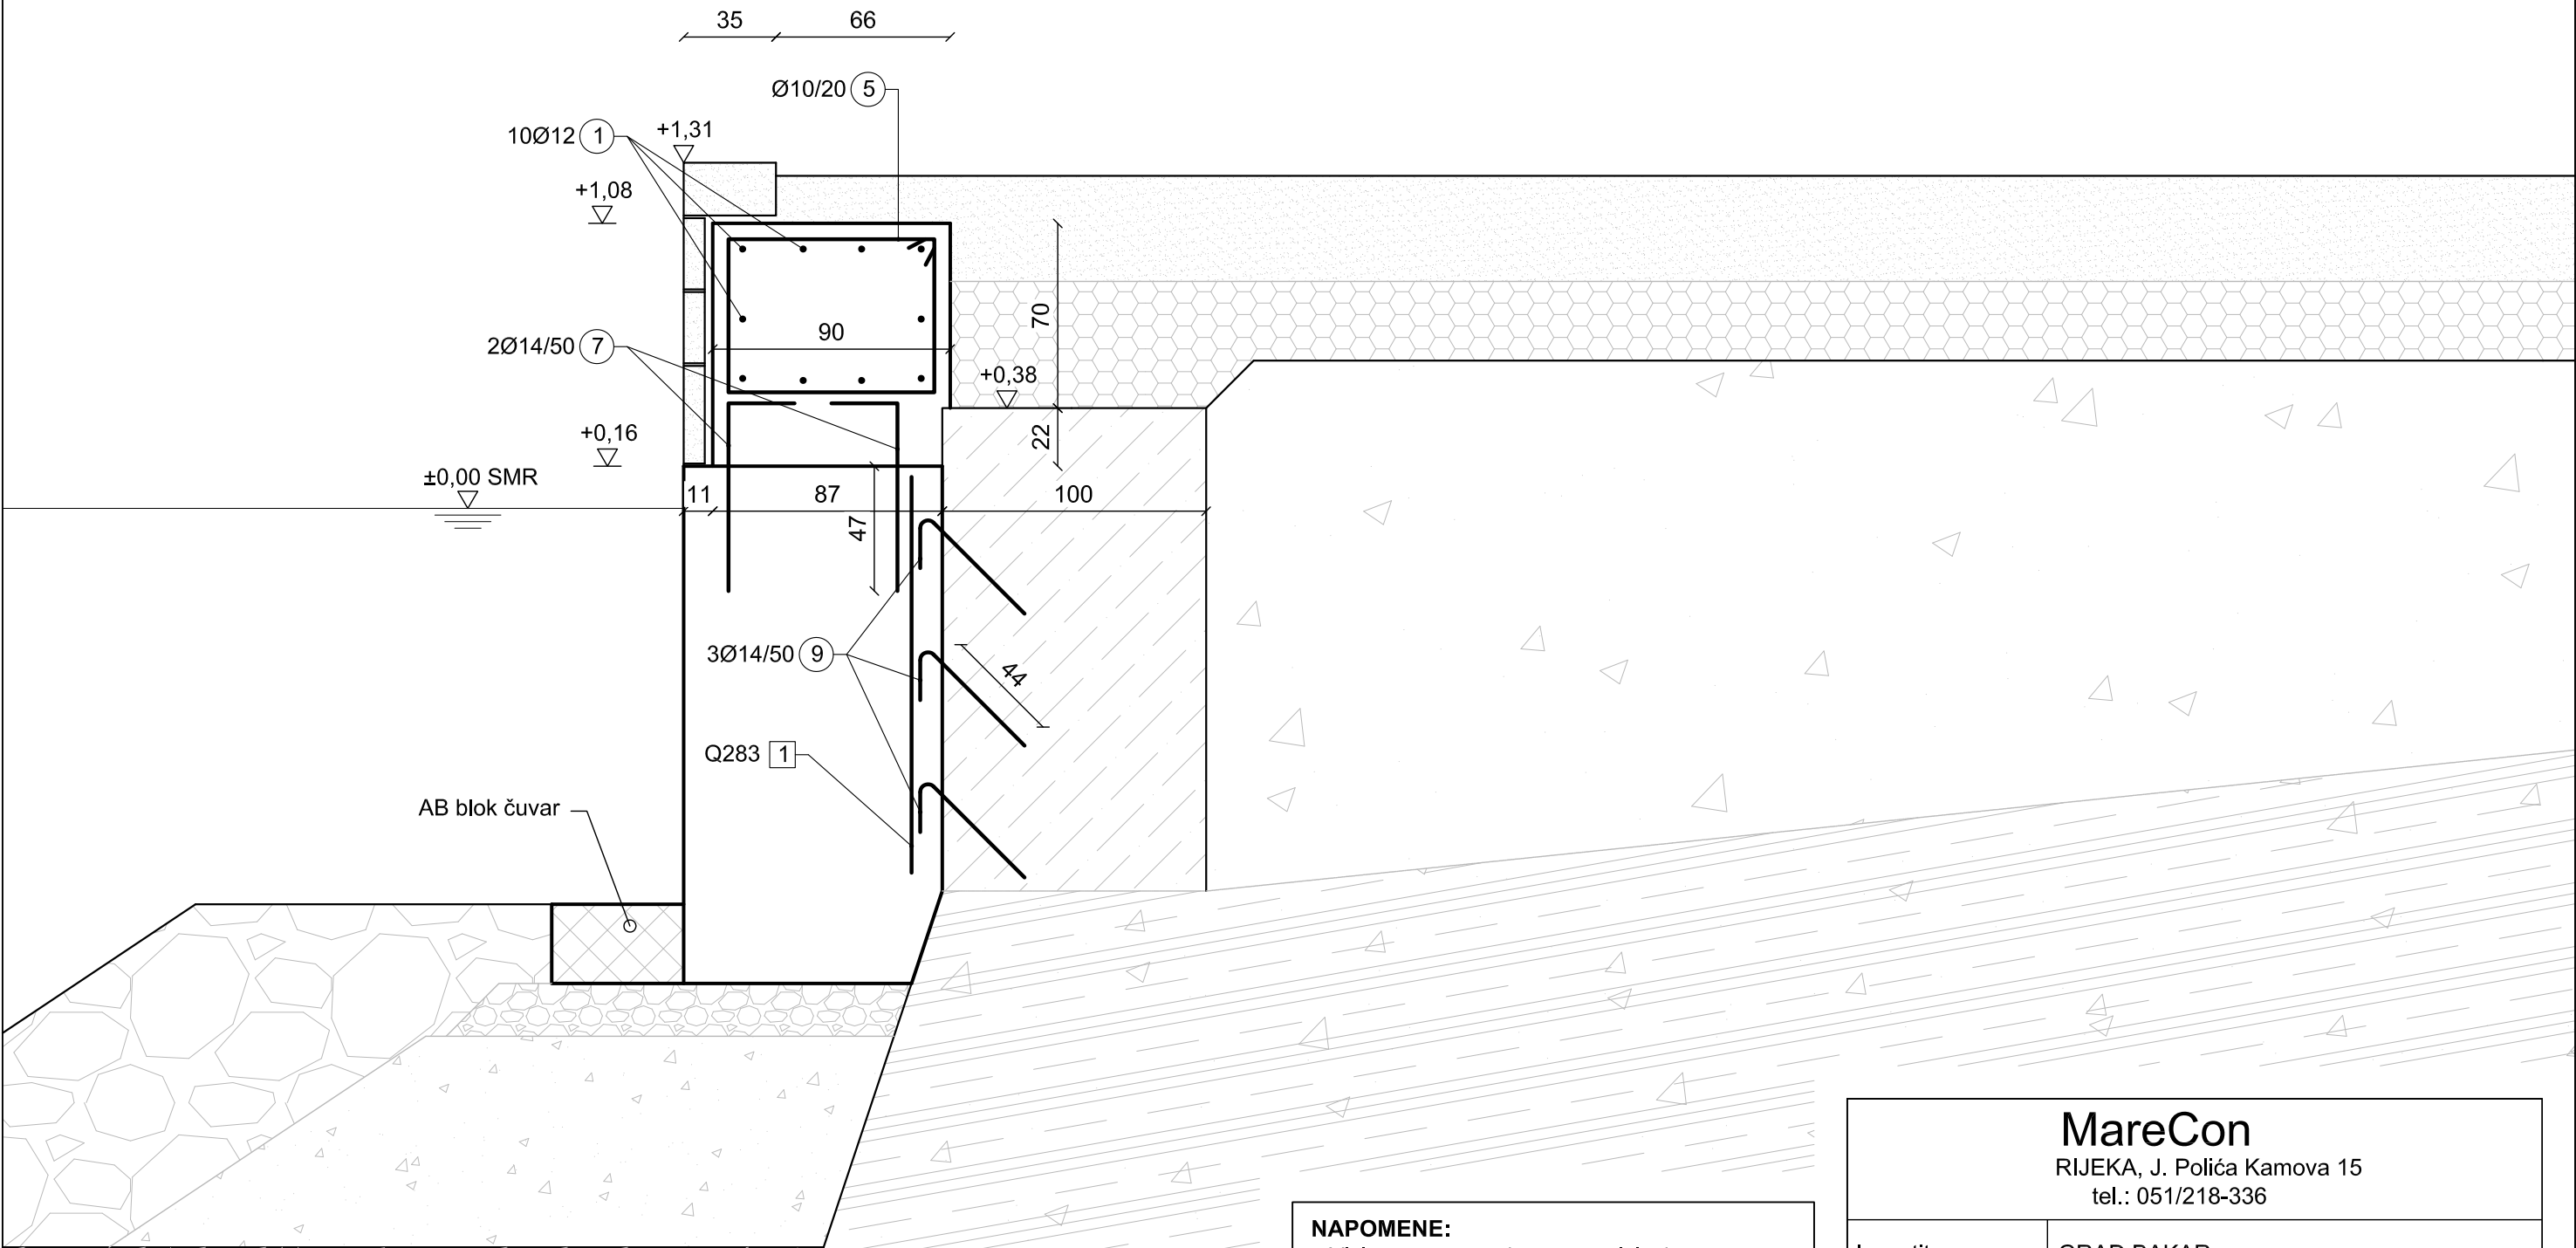 35
66
Ø10/20 5
10Ø12 1
+1,31
+1,08
70
90
2Ø14/50 7
+0,38
+0,16
22
±0,00 SMR
11
87
100
47
3Ø14/50 9
44
Q283 1
AB blok čuvar
MareCon
RIJEKA, J. Polića Kamova 15
tel.: 051/218-336
NAPOMENE:
GRAD BAKAR